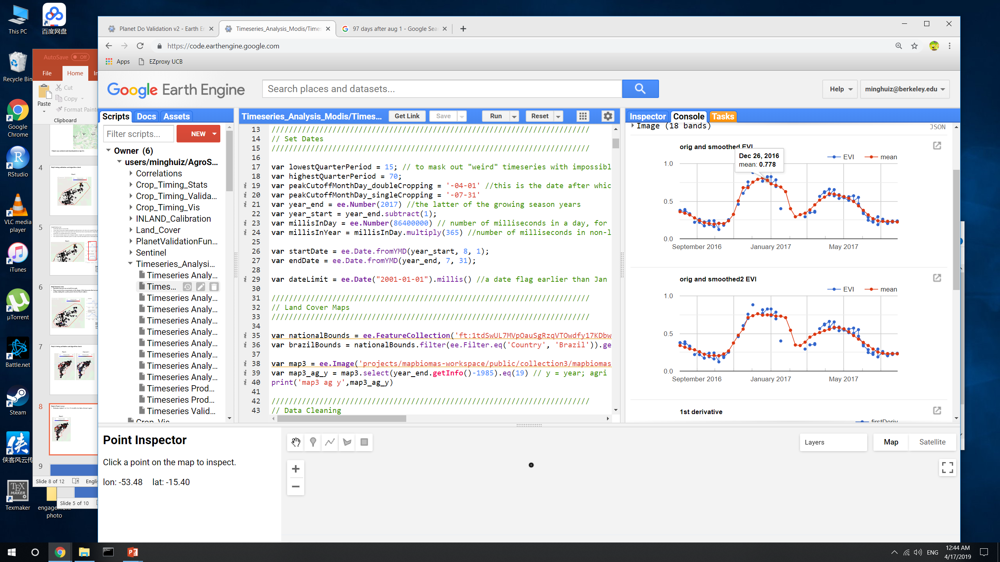 This PC
百度网盘
Recycle Bin
Google Chrome
RStudio
VLC media player
iTunes
µTorrent
Battle.net
Steam
侠客风云传
Texmaker
engagement photo
AutoSave Off
File Home
Paste
Cut
Copy
Format Painte
Clipboard
4
5
6
7
8
9
Slide 8 of 12
Slide 5 of 10
Planet Do Validation v2 - Earth En
Timeseries_Analysis_Modis/Times
97 days after aug 1 - Google Sea
https://code.earthengine.google.com
Apps EZproxy UCB
Google Earth Engine
Search places and datasets...
Help
minghuiz@berkeley.edu
Scripts Docs Assets
Filter scripts...
NEW
Owner (6)
users/minghuiz/AgroS...
Correlations
Crop_Timing_Stats
Crop_Timing_Valida...
Crop_Timing_Vis
INLAND_Calibration
Land_Cover
PlanetValidationFun...
Sentinel
Timeseries_Analysi...
Timeseries Analy...
Times...
Timeseries Analy...
Timeseries Analy...
Timeseries Analy...
Timeseries Analy...
Timeseries Analy...
Timeseries Analy...
Timeseries Analy...
Timeseries Analy...
Timeseries Prod...
Timeseries Prod...
Timeseries Valid...
Crop_Vis
Timeseries_Analysis_Modis/Times...
Get Link Save Run Reset
13 /////////////////////////////////////////////////////////////////////////
14 // Set Dates
15 /////////////////////////////////////////////////////////////////////////
16
17 var lowestQuarterPeriod = 15; // to mask out "weird" timeseries with impossibl
18 var highestQuarterPeriod = 70;
19 var peakCutoffMonthDay_doubleCropping = '-04-01' //this is the date after whic
20 var peakCutoffMonthDay_singleCropping = '-07-31'
21 var year_end = ee.Number(2017) //the latter of the growing season years
22 var year_start = year_end.subtract(1);
23 var millisInDay = ee.Number(86400000) // number of milliseconds in a day, for
24 var millisInYear = millisInDay.multiply(365) //number of milliseconds in non-l
25
26 var startDate = ee.Date.fromYMD(year_start, 8, 1);
27 var endDate = ee.Date.fromYMD(year_end, 7, 31);
28
29 var dateLimit = ee.Date("2001-01-01").millis() //a date flag earlier than Jan
30
31 /////////////////////////////////////////////////////////////////////////
32 // Land Cover Maps
33 /////////////////////////////////////////////////////////////////////////
34
35 var nationalBounds = ee.FeatureCollection('ft:1tdSwUL7MVpOauSgRzqVTOwdfy17KDbw
36 var brazilBounds = nationalBounds.filter(ee.Filter.eq('Country', 'Brazil')).ge
37
38 var map3 = ee.Image('projects/mapbiomas-workspace/public/collection3/mapbiomas
39 var map3_ag_y = map3.select(year_end.getInfo()-1985).eq(19) // y = year; agri
40 print('map3 ag y',map3_ag_y)
41
42 /////////////////////////////////////////////////////////////////////////
43 // Data Cleaning
Inspector Console Tasks
Image (18 bands) JSON
orig and smoothed EVI
EVI mean
Dec 26, 2016
mean: 0.778
1.0
0.5
0.0
September 2016 January 2017 May 2017
orig and smoothed2 EVI
EVI mean
1.0
0.5
0.0
September 2016 January 2017 May 2017
1st derivative
firstDeriv
Point Inspector
Click a point on the map to inspect.
lon: -53.48 lat: -15.40
Layers
Map Satellite
ENG
12:44 AM
4/17/2019